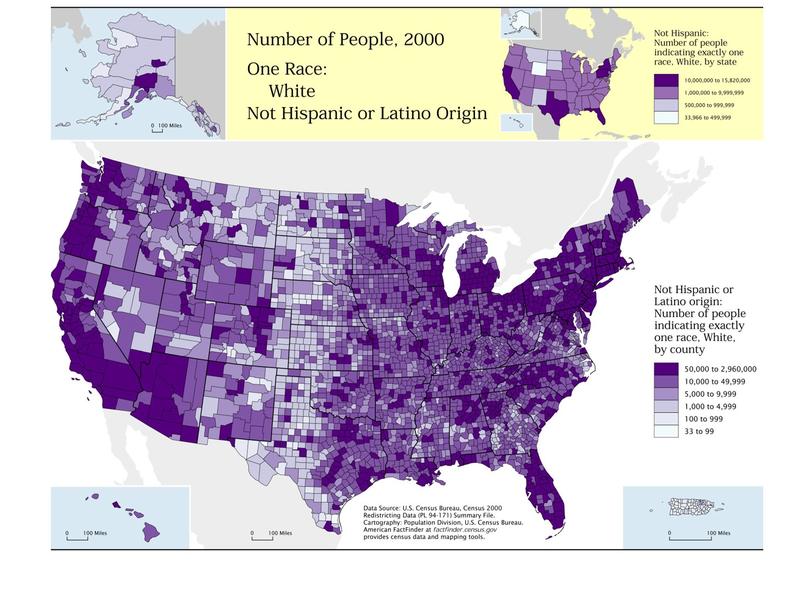 Number of People, 2000
One Race:
White
Not Hispanic or Latino Origin
0 100 Miles
Not Hispanic:
Number of people
indicating exactly one
race, White, by state
10,000,000 to 15,820,000
1,000,000 to 9,999,999
500,000 to 999,999
33,966 to 499,999
Not Hispanic or
Latino origin:
Number of people
indicating exactly
one race, White,
by county
50,000 to 2,960,000
10,000 to 49,999
5,000 to 9,999
1,000 to 4,999
100 to 999
33 to 99
0 100 Miles
0 100 Miles
Data Source: U.S. Census Bureau, Census 2000
Redistricting Data (PL 94-171) Summary File.
Cartography: Population Division, U.S. Census Bureau.
American FactFinder at factfinder.census.gov
provides census data and mapping tools.
0 100 Miles